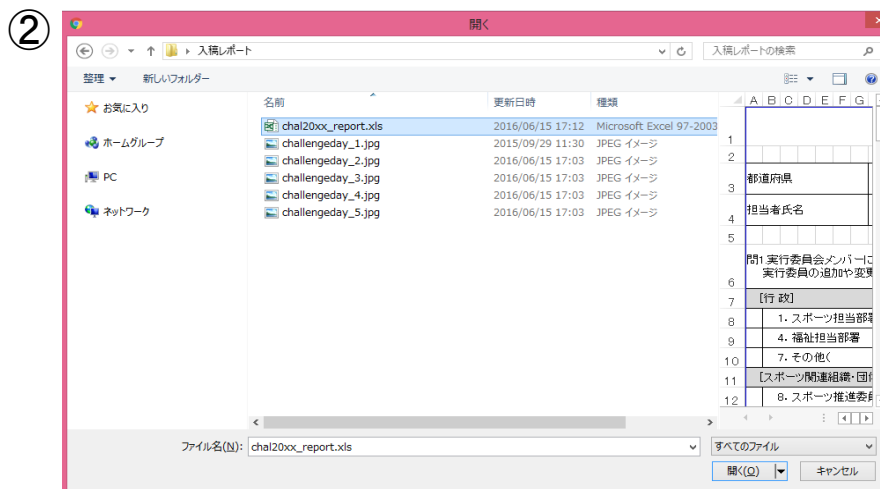 ②
開く
入稿レポート
入稿レポートの検索
整理 新しいフォルダー
お気に入り
ホームグループ
PC
ネットワーク
名前 更新日時 種類
chal20xx_report.xls 2016/06/15 17:12 Microsoft Excel 97-2003
challengeday_1.jpg 2015/09/29 11:30 JPEG イメージ
challengeday_2.jpg 2016/06/15 17:03 JPEG イメージ
challengeday_3.jpg 2016/06/15 17:03 JPEG イメージ
challengeday_4.jpg 2016/06/15 17:03 JPEG イメージ
challengeday_5.jpg 2016/06/15 17:03 JPEG イメージ
A B C D E F G
1
2
3 都道府県
4 担当者氏名
5
問1.実行委員会メンバーに
6 実行委員の追加や変更
7 [行 政]
8 1. スポーツ担当部署
9 4. 福祉担当部署
10 7. その他(
11 [スポーツ関連組織・団体
12 8. スポーツ推進委員
ファイル名(N): chal20xx_report.xls すべてのファイル
開く(O) キャンセル